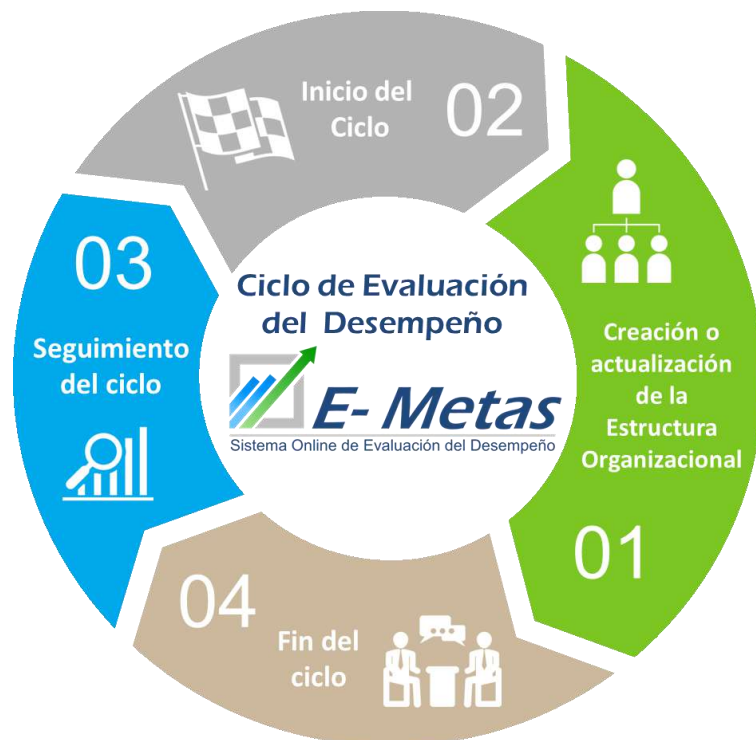 Ciclo de Evaluación
del Desempeño
E- Metas
Sistema Online de Evaluación del Desempeño
Creación o
actualización
de la
Estructura
Organizacional
01
Inicio del
Ciclo
02
03
Seguimiento
del ciclo
04
Fin del
ciclo